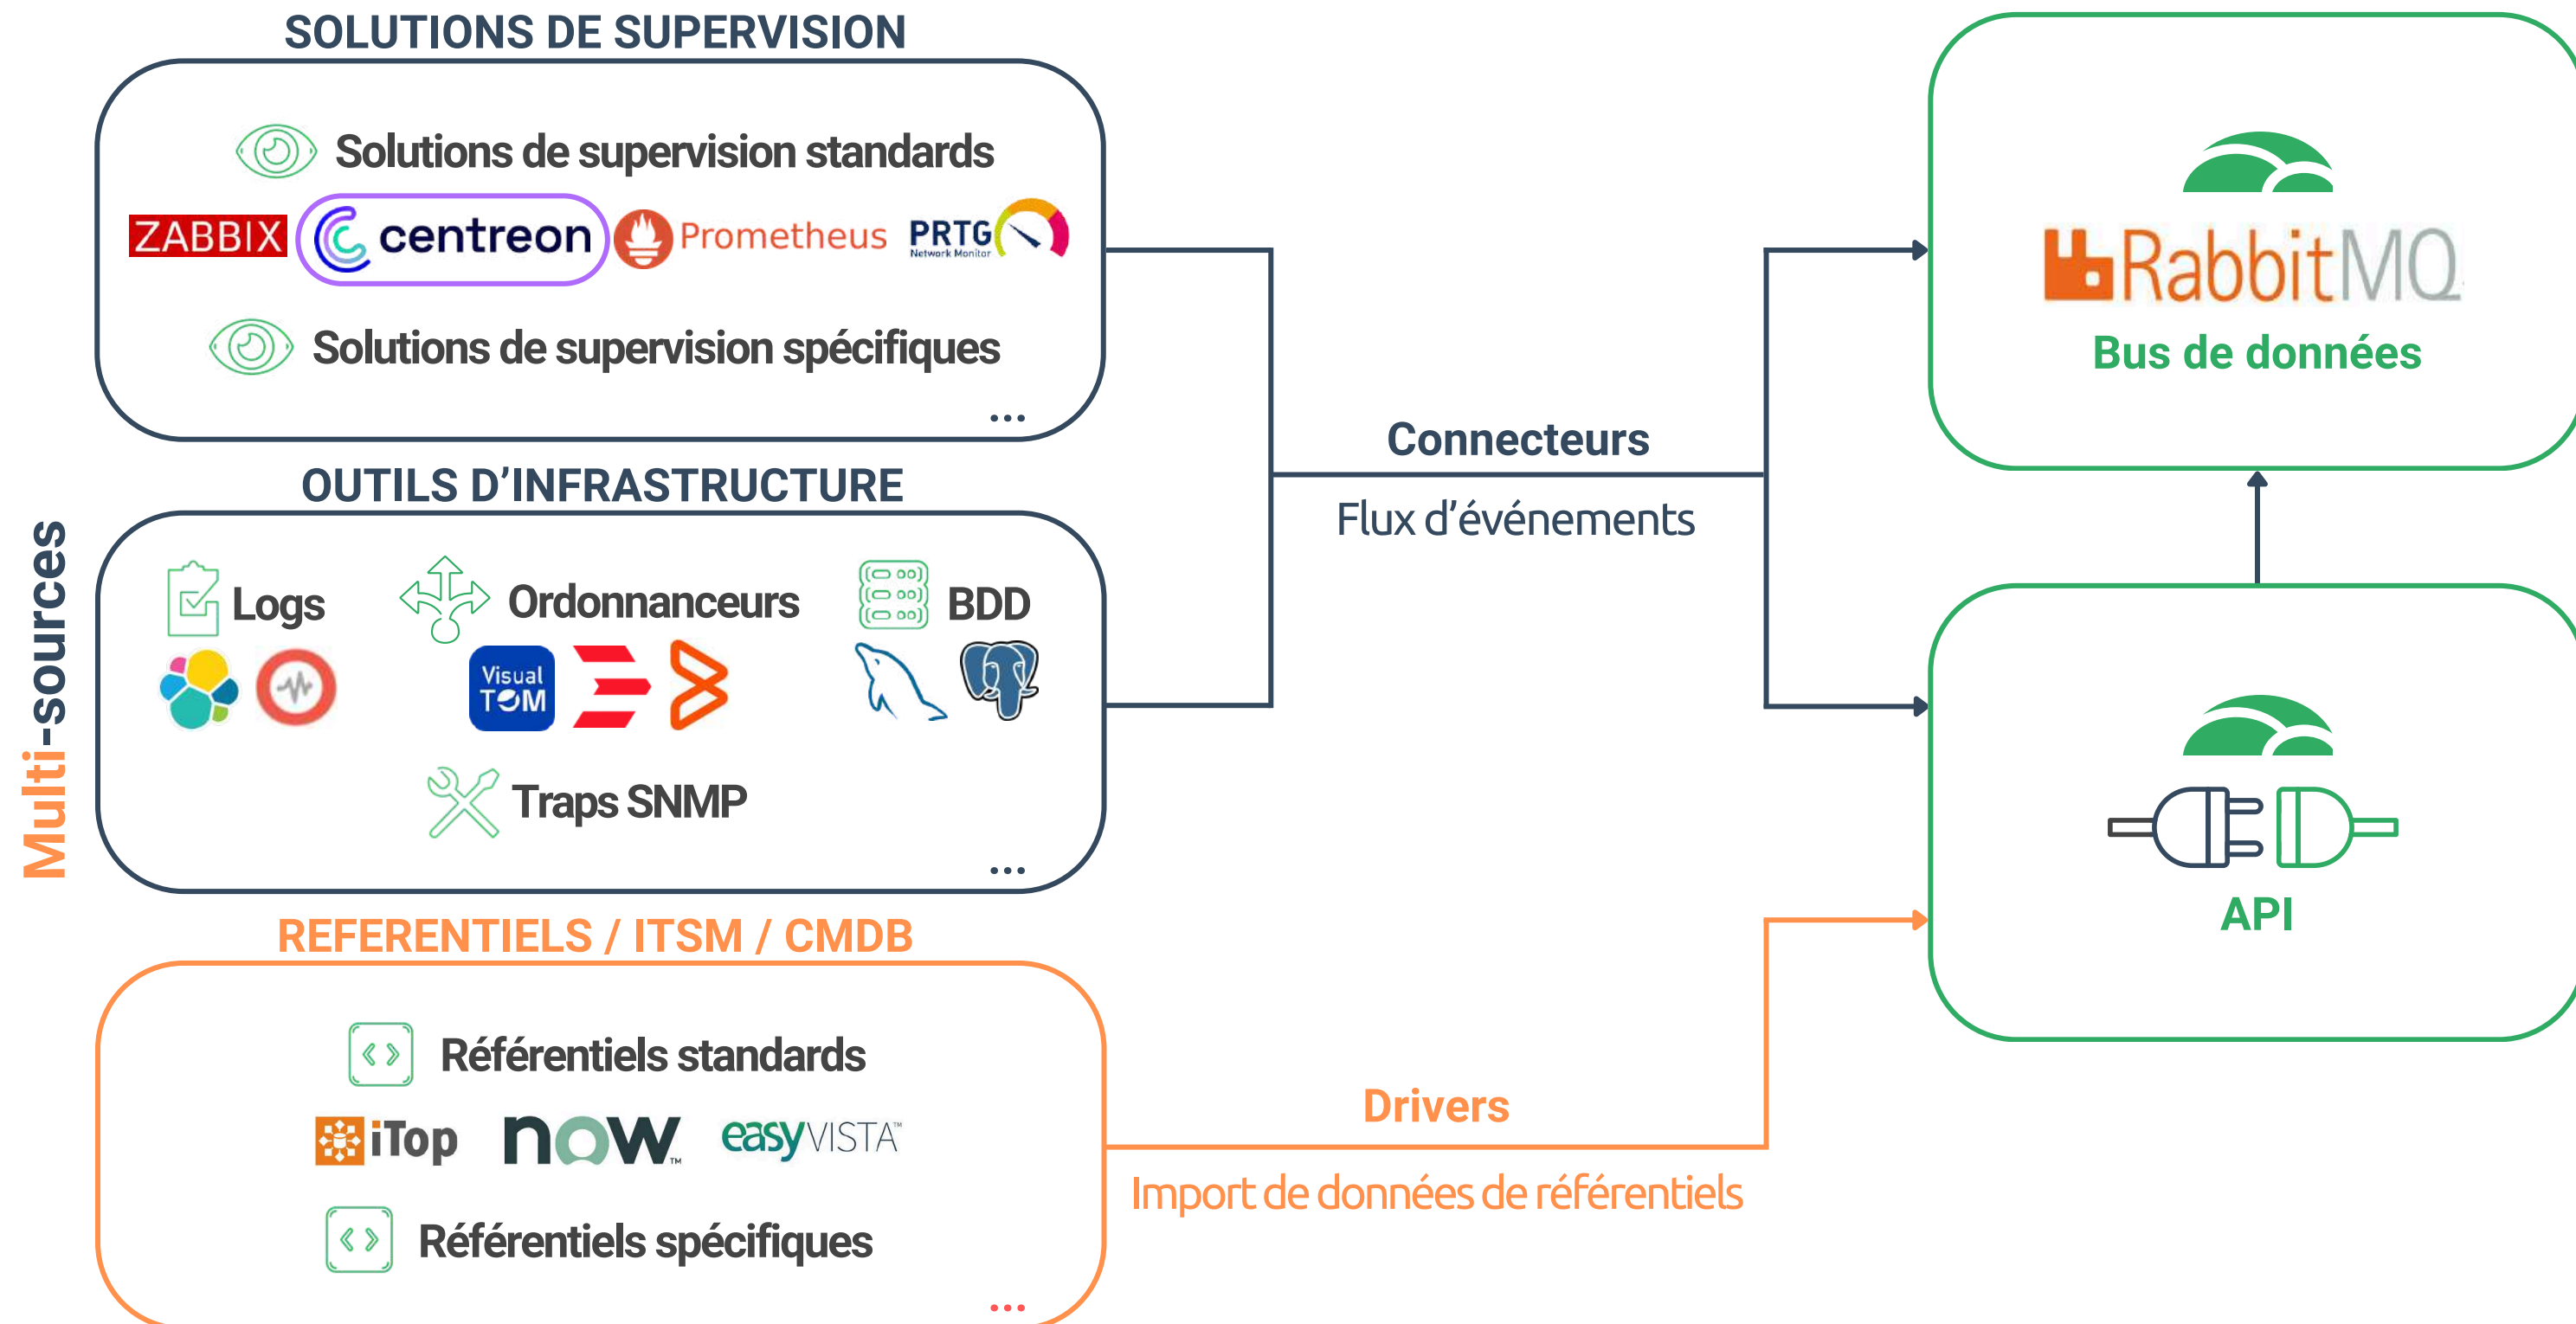 SOLUTIONS DE SUPERVISION
Solutions de supervision standards
ZABBIX
centreon
Prometheus
PRTG
Network Monitor
Solutions de supervision spécifiques
...
OUTILS D’INFRASTRUCTURE
Logs
Ordonnanceurs
BDD
Visual
TOM
Traps SNMP
...
Multi-sources
REFERENTIELS / ITSM / CMDB
Référentiels standards
iTop
now™
easyVISTA™
Référentiels spécifiques
...
Connecteurs
Flux d’événements
Drivers
Import de données de référentiels
RabbitMQ
Bus de données
API